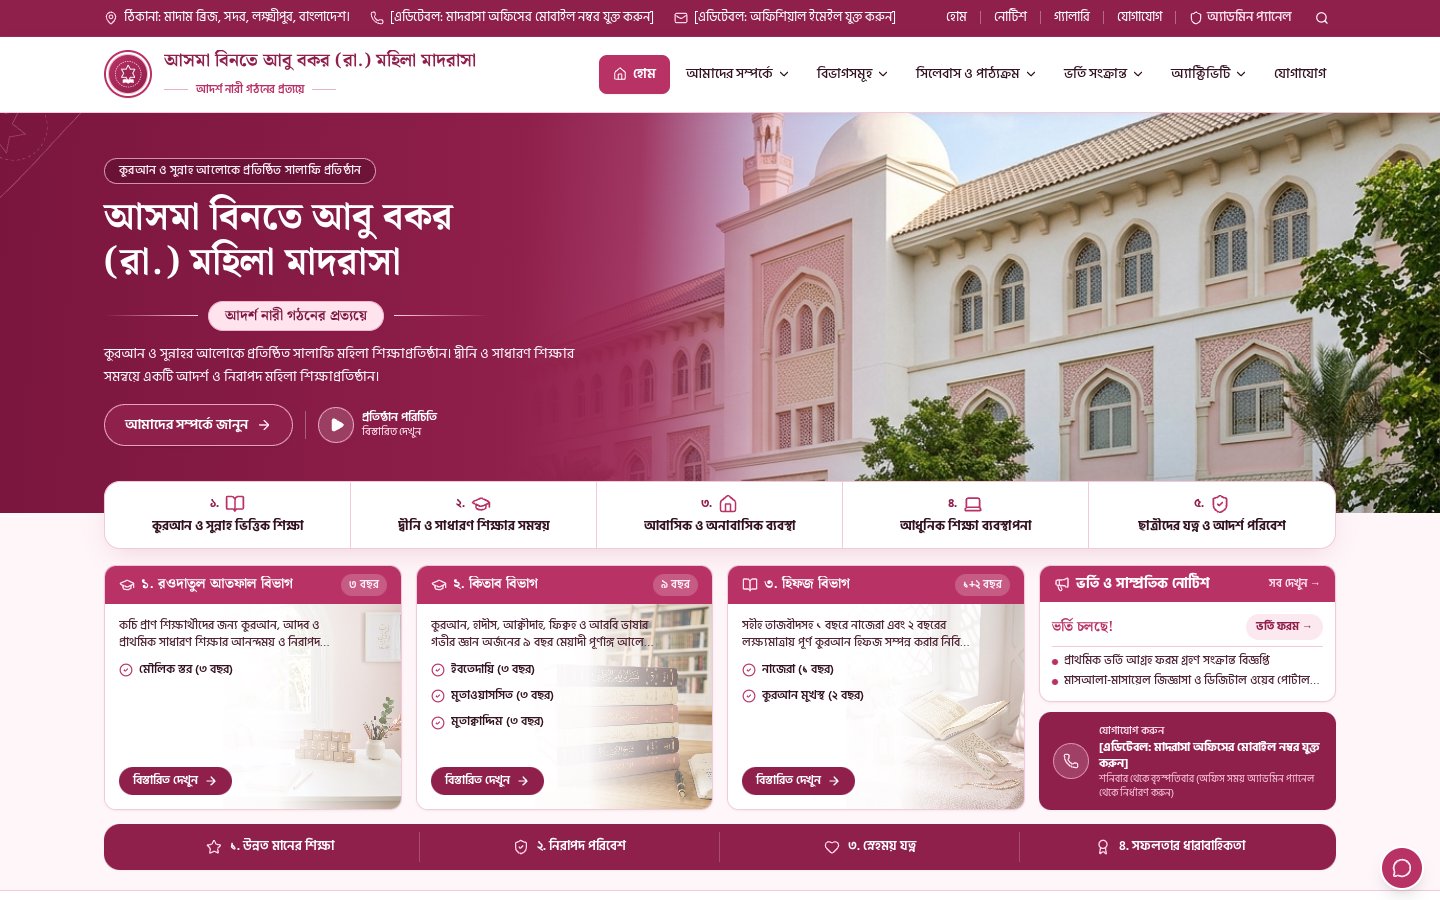 ঠিকানা: মাদাম ব্রিজ, সদর, লক্ষ্মীপুর, বাংলাদেশ।
[এডিটেবল: মাদরাসা অফিসের মোবাইল নম্বর যুক্ত করুন]
[এডিটেবল: অফিশিয়াল ইমেইল যুক্ত করুন]
হোম
নোটিশ
গ্যালারি
যোগাযোগ
অ্যাডমিন প্যানেল
আসমা বিনতে আবু বকর (রা.) মহিলা মাদরাসা
আদর্শ নারী গঠনের প্রত্যয়ে
হোম
আমাদের সম্পর্কে
বিভাগসমূহ
সিলেবাস ও পাঠ্যক্রম
ভর্তি সংক্রান্ত
অ্যাক্টিভিটি
যোগাযোগ
কুরআন ও সুন্নাহ আলোকে প্রতিষ্ঠিত সালাফি প্রতিষ্ঠান
আসমা বিনতে আবু বকর
(রা.) মহিলা মাদরাসা
আদর্শ নারী গঠনের প্রত্যয়ে
কুরআন ও সুন্নাহর আলোকে প্রতিষ্ঠিত সালাফি মহিলা শিক্ষাপ্রতিষ্ঠান। দ্বীনি ও সাধারণ শিক্ষার
সমন্বয়ে একটি আদর্শ ও নিরাপদ মহিলা শিক্ষাপ্রতিষ্ঠান।
আমাদের সম্পর্কে জানুন →
প্রতিষ্ঠান পরিচিতি
বিস্তারিত দেখুন
১.
কুরআন ও সুন্নাহ ভিত্তিক শিক্ষা
২.
দ্বীনি ও সাধারণ শিক্ষার সমন্বয়
৩.
আবাসিক ও অনাবাসিক ব্যবস্থা
৪.
আধুনিক শিক্ষা ব্যবস্থাপনা
৫.
ছাত্রীদের যত্ন ও আদর্শ পরিবেশ
১. রওদাতুল আতফাল বিভাগ
৩ বছর
কচি প্রাণ শিক্ষার্থীদের জন্য কুরআন, আদব ও
প্রাথমিক সাধারণ শিক্ষার আনন্দময় ও নিরাপদ...
মৌলিক স্তর (৩ বছর)
বিস্তারিত দেখুন →
২. কিতাব বিভাগ
৯ বছর
কুরআন, হাদীস, আক্বীদাহ, ফিক্বহ ও আরবি ভাষার
গভীর জ্ঞান অর্জনের ৯ বছর মেয়াদী পূর্ণাঙ্গ আলে...
ইবতেদায়ি (৩ বছর)
মুতাওয়াসসিত (৩ বছর)
মুতাক্বাদ্দিম (৩ বছর)
বিস্তারিত দেখুন →
৩. হিফজ বিভাগ
১+২ বছর
সহীহ তাজবীদসহ ১ বছরে নাজেরা এবং ২ বছরের
লক্ষ্যমাত্রায় পূর্ণ কুরআন হিফজ সম্পন্ন করার নিবি...
নাজেরা (১ বছর)
কুরআন মুখস্থ (২ বছর)
বিস্তারিত দেখুন →
ভর্তি ও সাম্প্রতিক নোটিশ
সব দেখুন →
ভর্তি চলছে!
ভর্তি ফরম →
প্রাথমিক ভর্তি আগ্রহ ফরম গ্রহণ সংক্রান্ত বিজ্ঞপ্তি
মাসআলা-মাসায়েল জিজ্ঞাসা ও ডিজিটাল ওয়েব পোর্টাল...
যোগাযোগ করুন
[এডিটেবল: মাদরাসা অফিসের মোবাইল নম্বর যুক্ত
করুন]
শনিবার থেকে বৃহস্পতিবার (অফিস সময় অ্যাডমিন প্যানেল
থেকে নির্ধারণ করুন)
১. উন্নত মানের শিক্ষা
২. নিরাপদ পরিবেশ
৩. স্নেহময় যত্ন
৪. সফলতার ধারাবাহিকতা